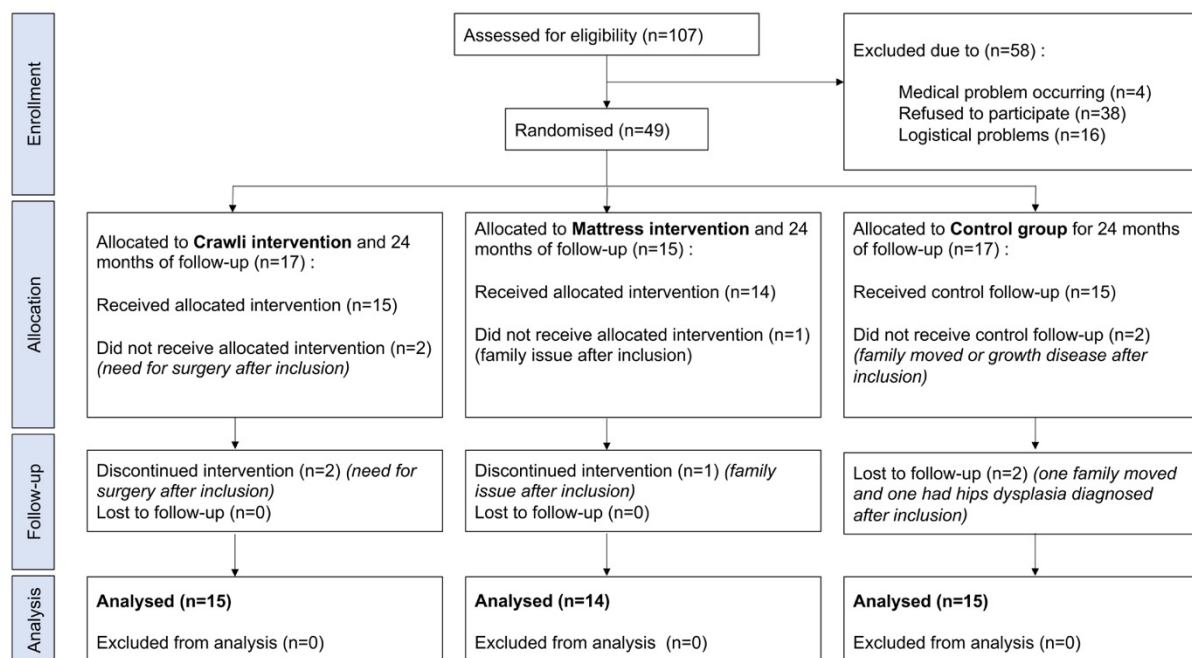 Enrollment
Assessed for eligibility (n=107)
Excluded due to (n=58) :
Medical problem occurring (n=4)
Refused to participate (n=38)
Logistical problems (n=16)
Randomised (n=49)
Allocation
Allocated to Crawli intervention and 24
months of follow-up (n=17) :
Received allocated intervention (n=15)
Did not receive allocated intervention (n=2)
(need for surgery after inclusion)
Allocated to Mattress intervention and 24
months of follow-up (n=15) :
Received allocated intervention (n=14)
Did not receive allocated intervention (n=1)
(family issue after inclusion)
Allocated to Control group for 24 months
of follow-up (n=17) :
Received control follow-up (n=15)
Did not receive control follow-up (n=2)
(family moved or growth disease after
inclusion)
Follow-up
Discontinued intervention (n=2) (need for
surgery after inclusion)
Lost to follow-up (n=0)
Discontinued intervention (n=1) (family
issue after inclusion)
Lost to follow-up (n=0)
Lost to follow-up (n=2) (one family moved
and one had hips dysplasia diagnosed
after inclusion)
Analysis
Analysed (n=15)
Excluded from analysis (n=0)
Analysed (n=14)
Excluded from analysis (n=0)
Analysed (n=15)
Excluded from analysis (n=0)